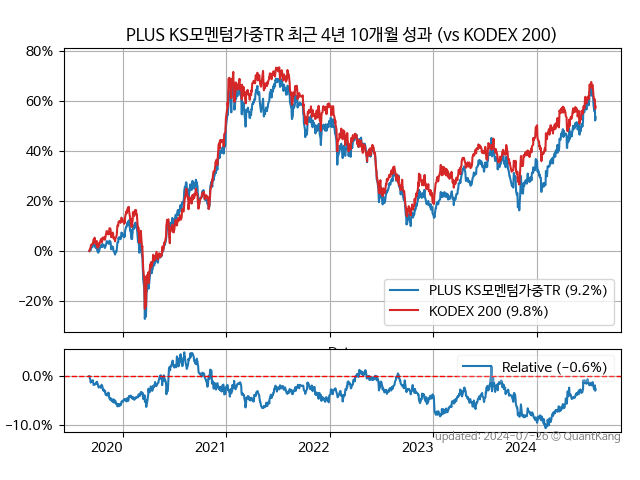 PLUS KS모멘텀가중TR 최근 4년 10개월 성과 (vs KODEX 200)
80%
60%
40%
20%
0%
−20%
PLUS KS모멘텀가중TR (9.2%)
KODEX 200 (9.8%)
0.0%
−10.0%
Relative (−0.6%)
2020 2021 2022 2023 2024
updated: 2024-07-26 © QuantKang